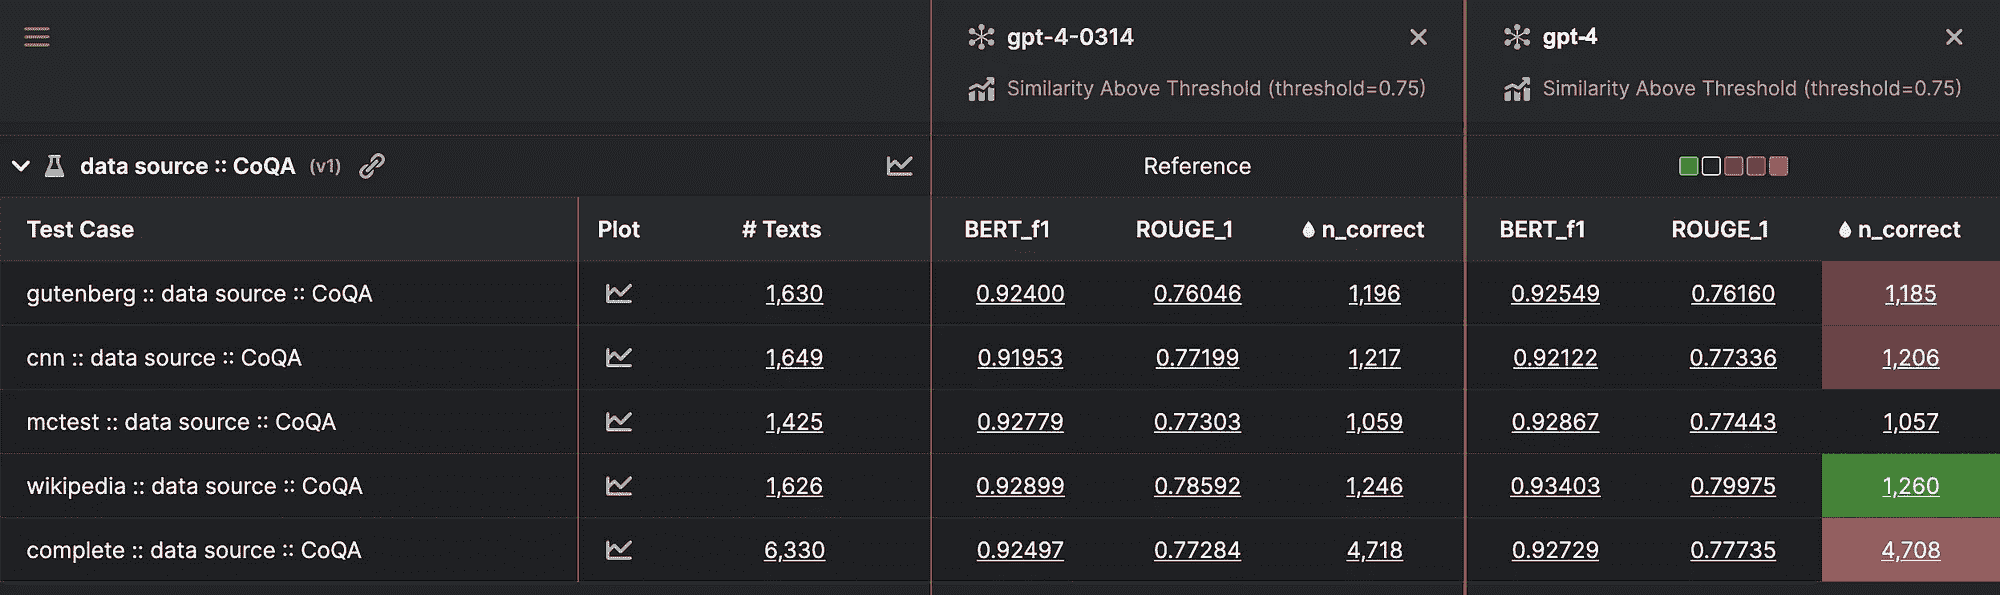 gpt-4-0314 gpt-4
Similarity Above Threshold (threshold=0.75) Similarity Above Threshold (threshold=0.75)
data source :: CoQA (v1) Reference
Test Case Plot # Texts BERT_f1 ROUGE_1 n_correct BERT_f1 ROUGE_1 n_correct
gutenberg :: data source :: CoQA 1,630 0.92400 0.76046 1,196 0.92549 0.76160 1,185
cnn :: data source :: CoQA 1,649 0.91953 0.77199 1,217 0.92122 0.77336 1,206
mctest :: data source :: CoQA 1,425 0.92779 0.77303 1,059 0.92867 0.77443 1,057
wikipedia :: data source :: CoQA 1,626 0.92899 0.78592 1,246 0.93403 0.79975 1,260
complete :: data source :: CoQA 6,330 0.92497 0.77284 4,718 0.92729 0.77735 4,708